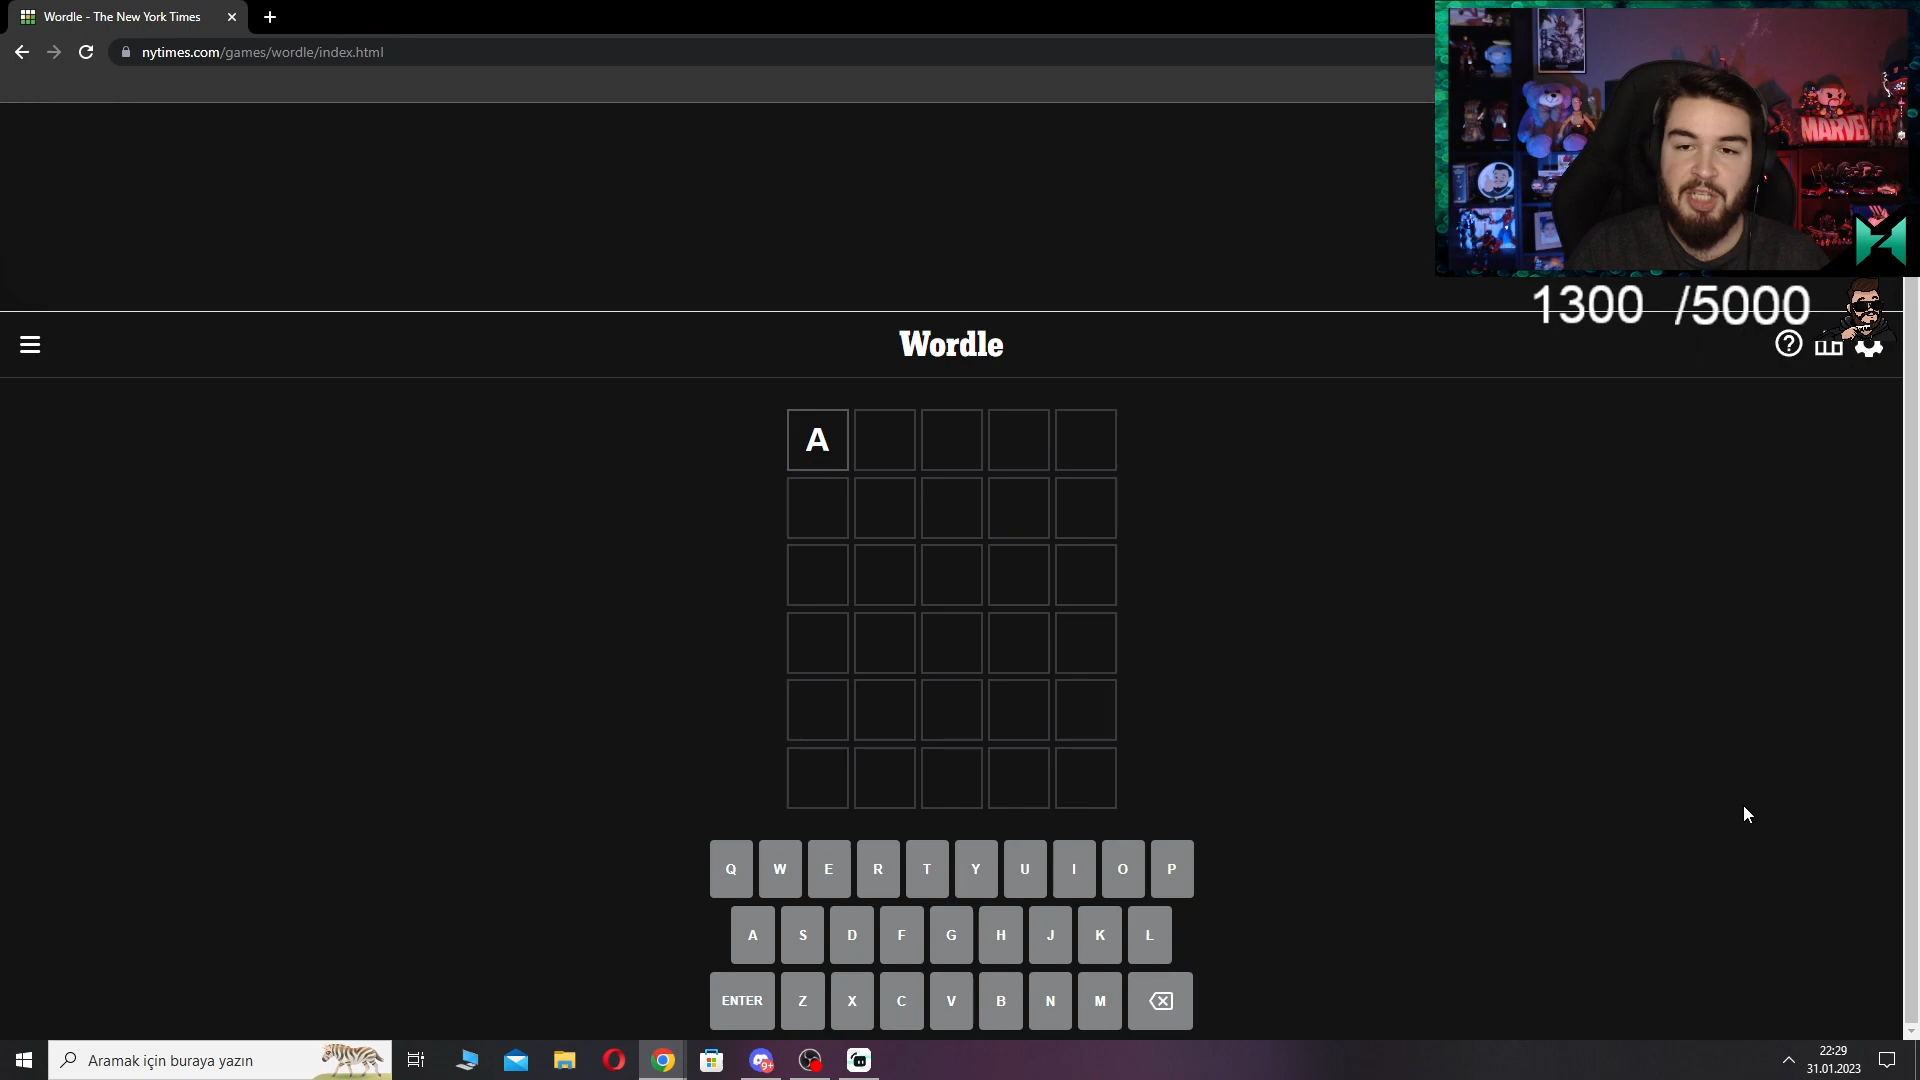 Wordle - The New York Times
nytimes.com/games/wordle/index.html
MARVEL
1300 /5000
Wordle
A
Q W E R T Y U I O P
A S D F G H J K L
ENTER Z X C V B N M
Aramak için buraya yazın
9+
22:29
31.01.2023